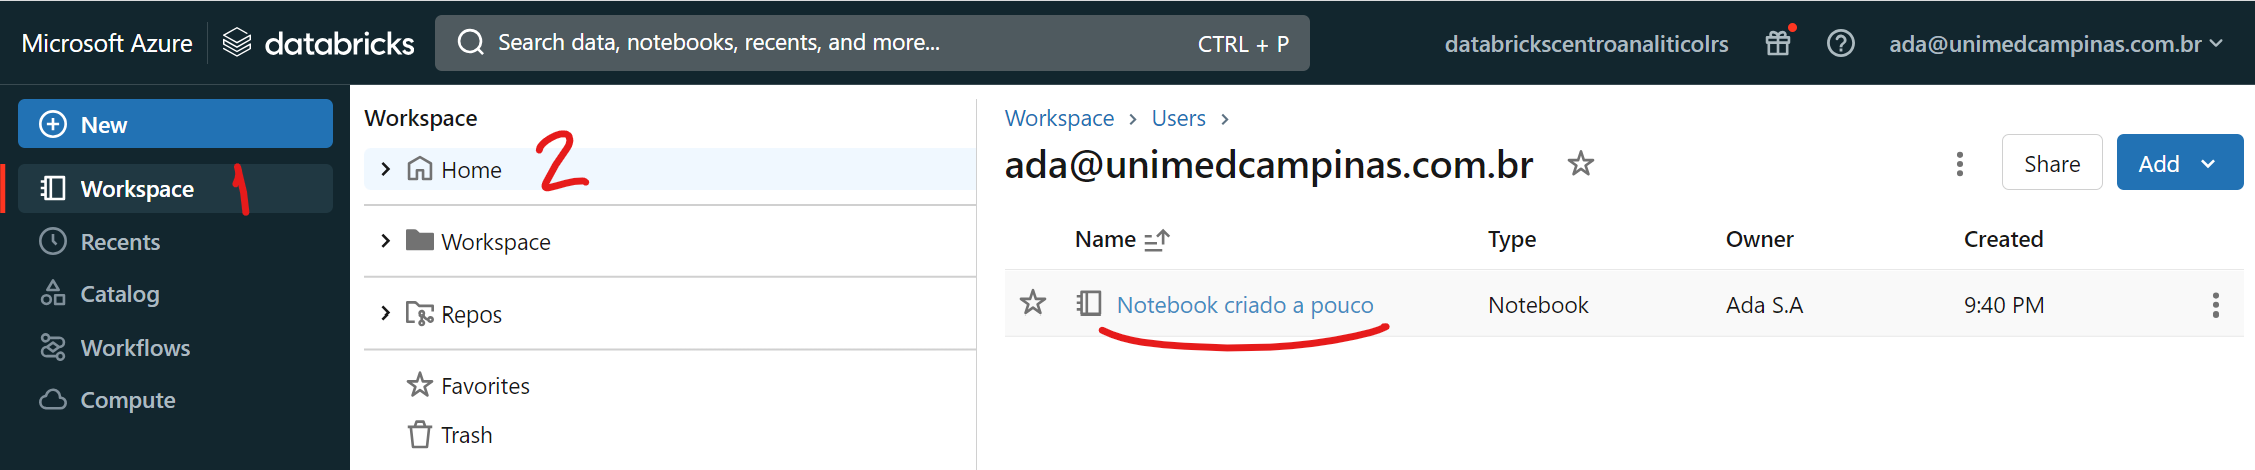 Microsoft Azure databricks Search data, notebooks, recents, and more... CTRL + P databrickscentroanaliticolrs ada@unimedcampinas.com.br
New
Workspace 1
Recents
Catalog
Workflows
Compute
Workspace
Home 2
Workspace
Repos
Favorites
Trash
Workspace > Users >
ada@unimedcampinas.com.br
Share Add
Name Type Owner Created
Notebook criado a pouco Notebook Ada S.A 9:40 PM